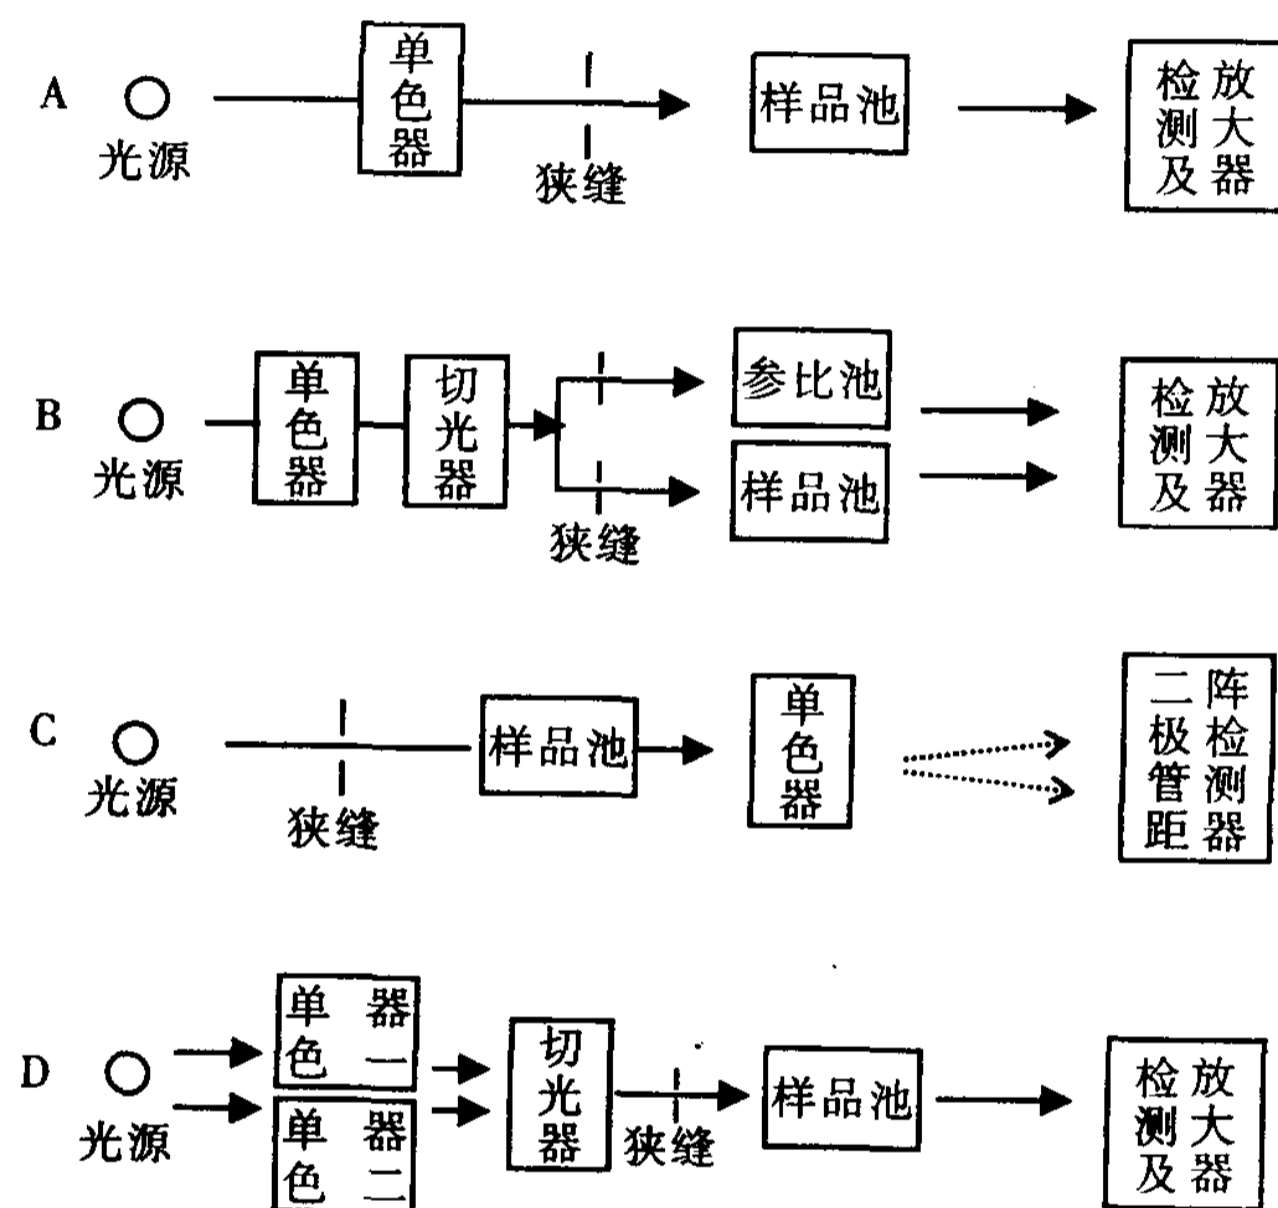 A
光源
单色器
狭缝
样品池
检测及放大器
B
光源
单色器
切光器
狭缝
参比池
样品池
检测及放大器
C
光源
狭缝
样品池
单色器
二极管距阵检测器
D
光源
单色器一
单色器二
切光器
狭缝
样品池
检测及放大器